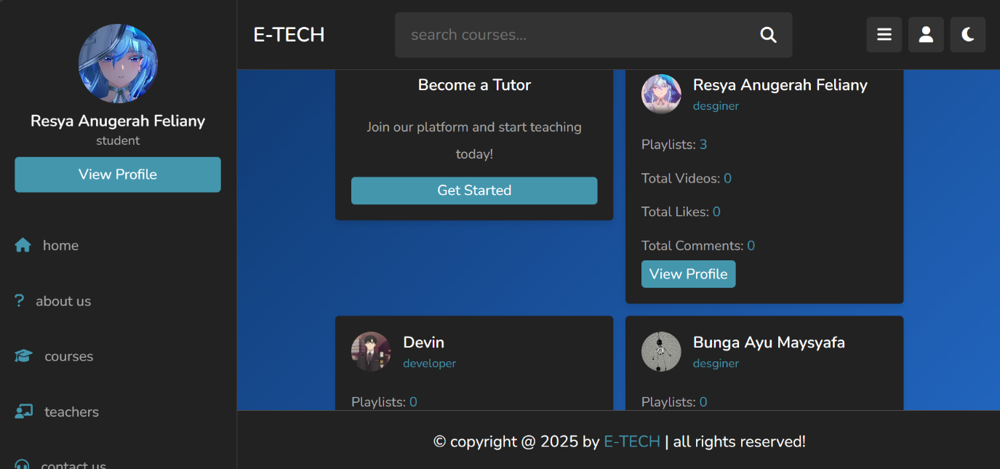 Resya Anugerah Feliany
student
View Profile
home
about us
courses
teachers
contact us
E-TECH
search courses...
Become a Tutor
Join our platform and start teaching
today!
Get Started
Resya Anugerah Feliany
desginer
Playlists: 3
Total Videos: 0
Total Likes: 0
Total Comments: 0
View Profile
Devin
developer
Playlists: 0
Bunga Ayu Maysyafa
desginer
Playlists: 0
© copyright @ 2025 by E-TECH | all rights reserved!